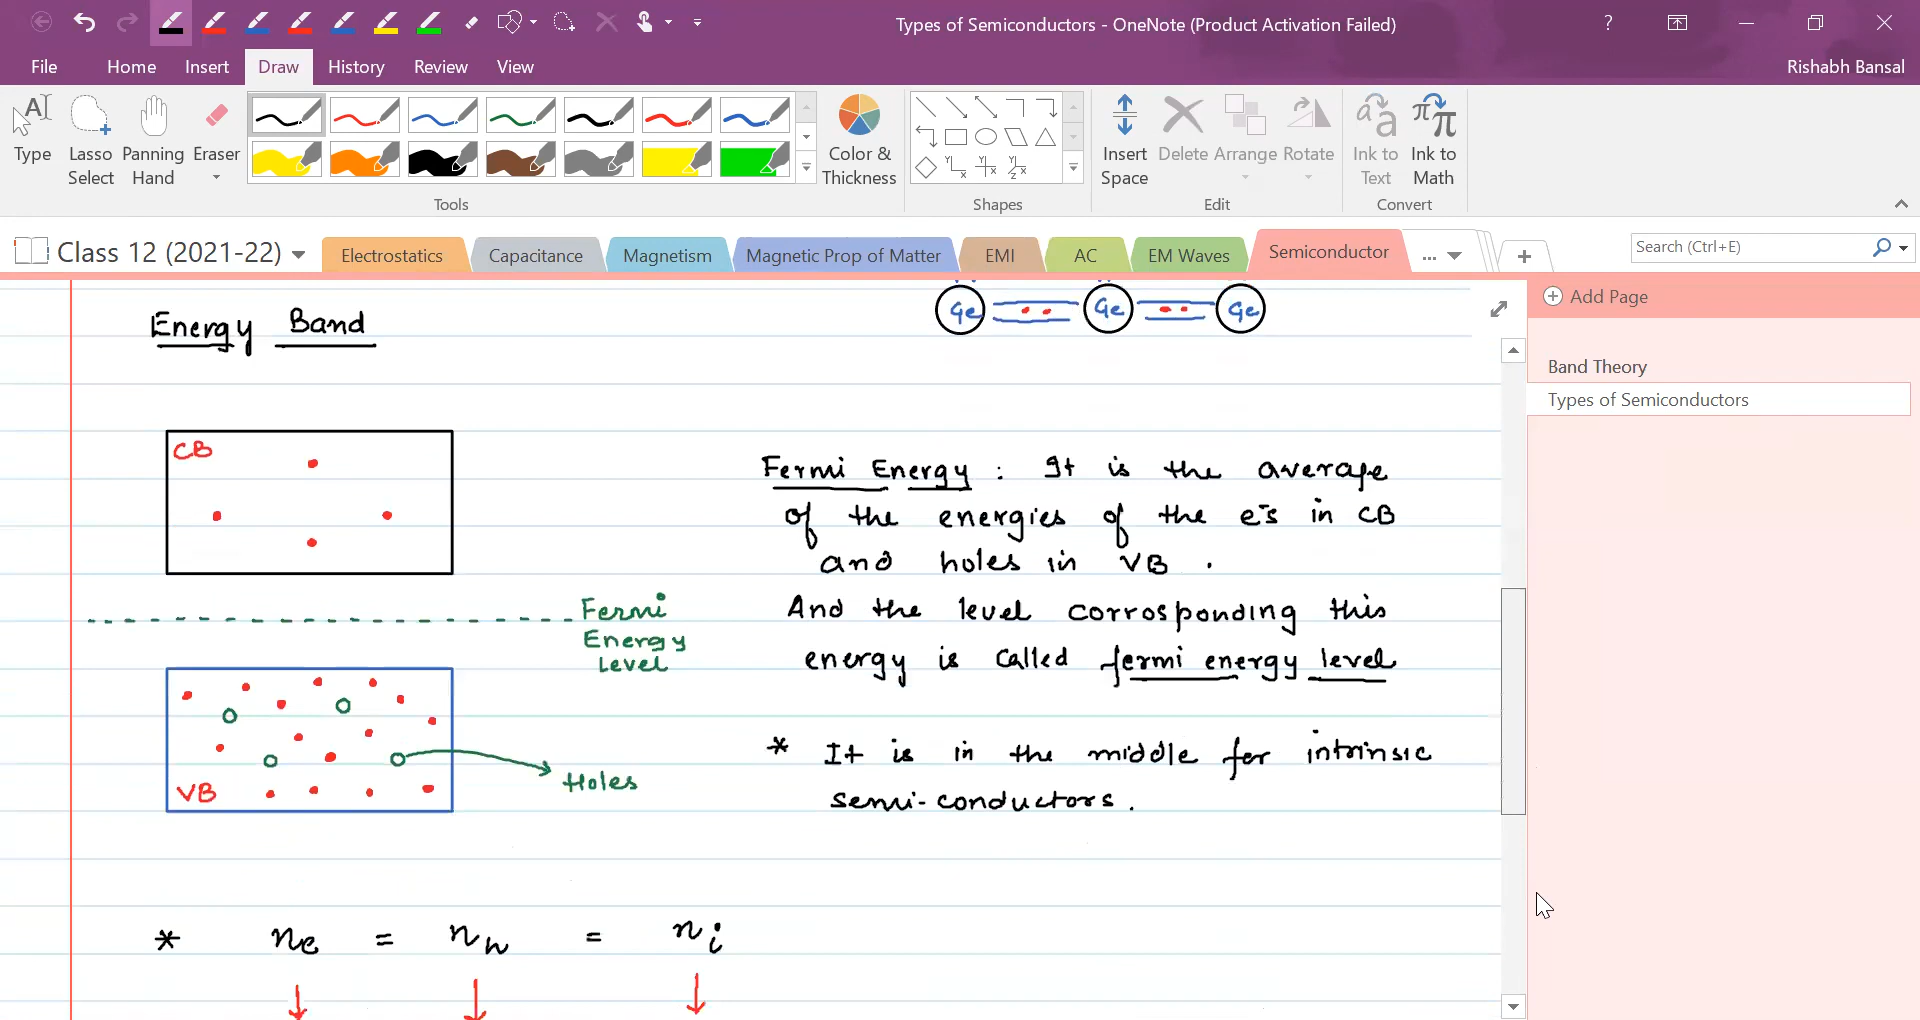 Types of Semiconductors - OneNote (Product Activation Failed)
?
File Home Insert Draw History Review View
Rishabh Bansal
Type
Lasso Select
Panning Hand
Eraser
Color & Thickness
Insert Space
Delete
Arrange
Rotate
Ink to Text
Ink to Math
Tools
Shapes
Edit
Convert
Class 12 (2021-22)
Electrostatics
Capacitance
Magnetism
Magnetic Prop of Matter
EMI
AC
EM Waves
Semiconductor
...
Search (Ctrl+E)
Add Page
Band Theory
Types of Semiconductors
Ge Ge Ge
Energy Band
CB
Fermi
Energy
Level
VB
Holes
Fermi Energy : It is the average
of the energies of the e⁻s in CB
and holes in VB .
And the level corrosponding this
energy is called fermi energy level
* It is in the middle for intrinsic
semi-conductors.
* ne = nh = ni